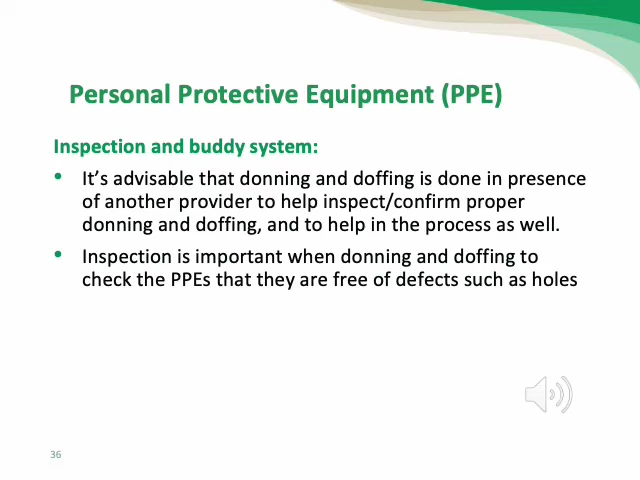 Personal Protective Equipment (PPE)
Inspection and buddy system:
• It’s advisable that donning and doffing is done in presence
of another provider to help inspect/confirm proper
donning and doffing, and to help in the process as well.
• Inspection is important when donning and doffing to
check the PPEs that they are free of defects such as holes
36